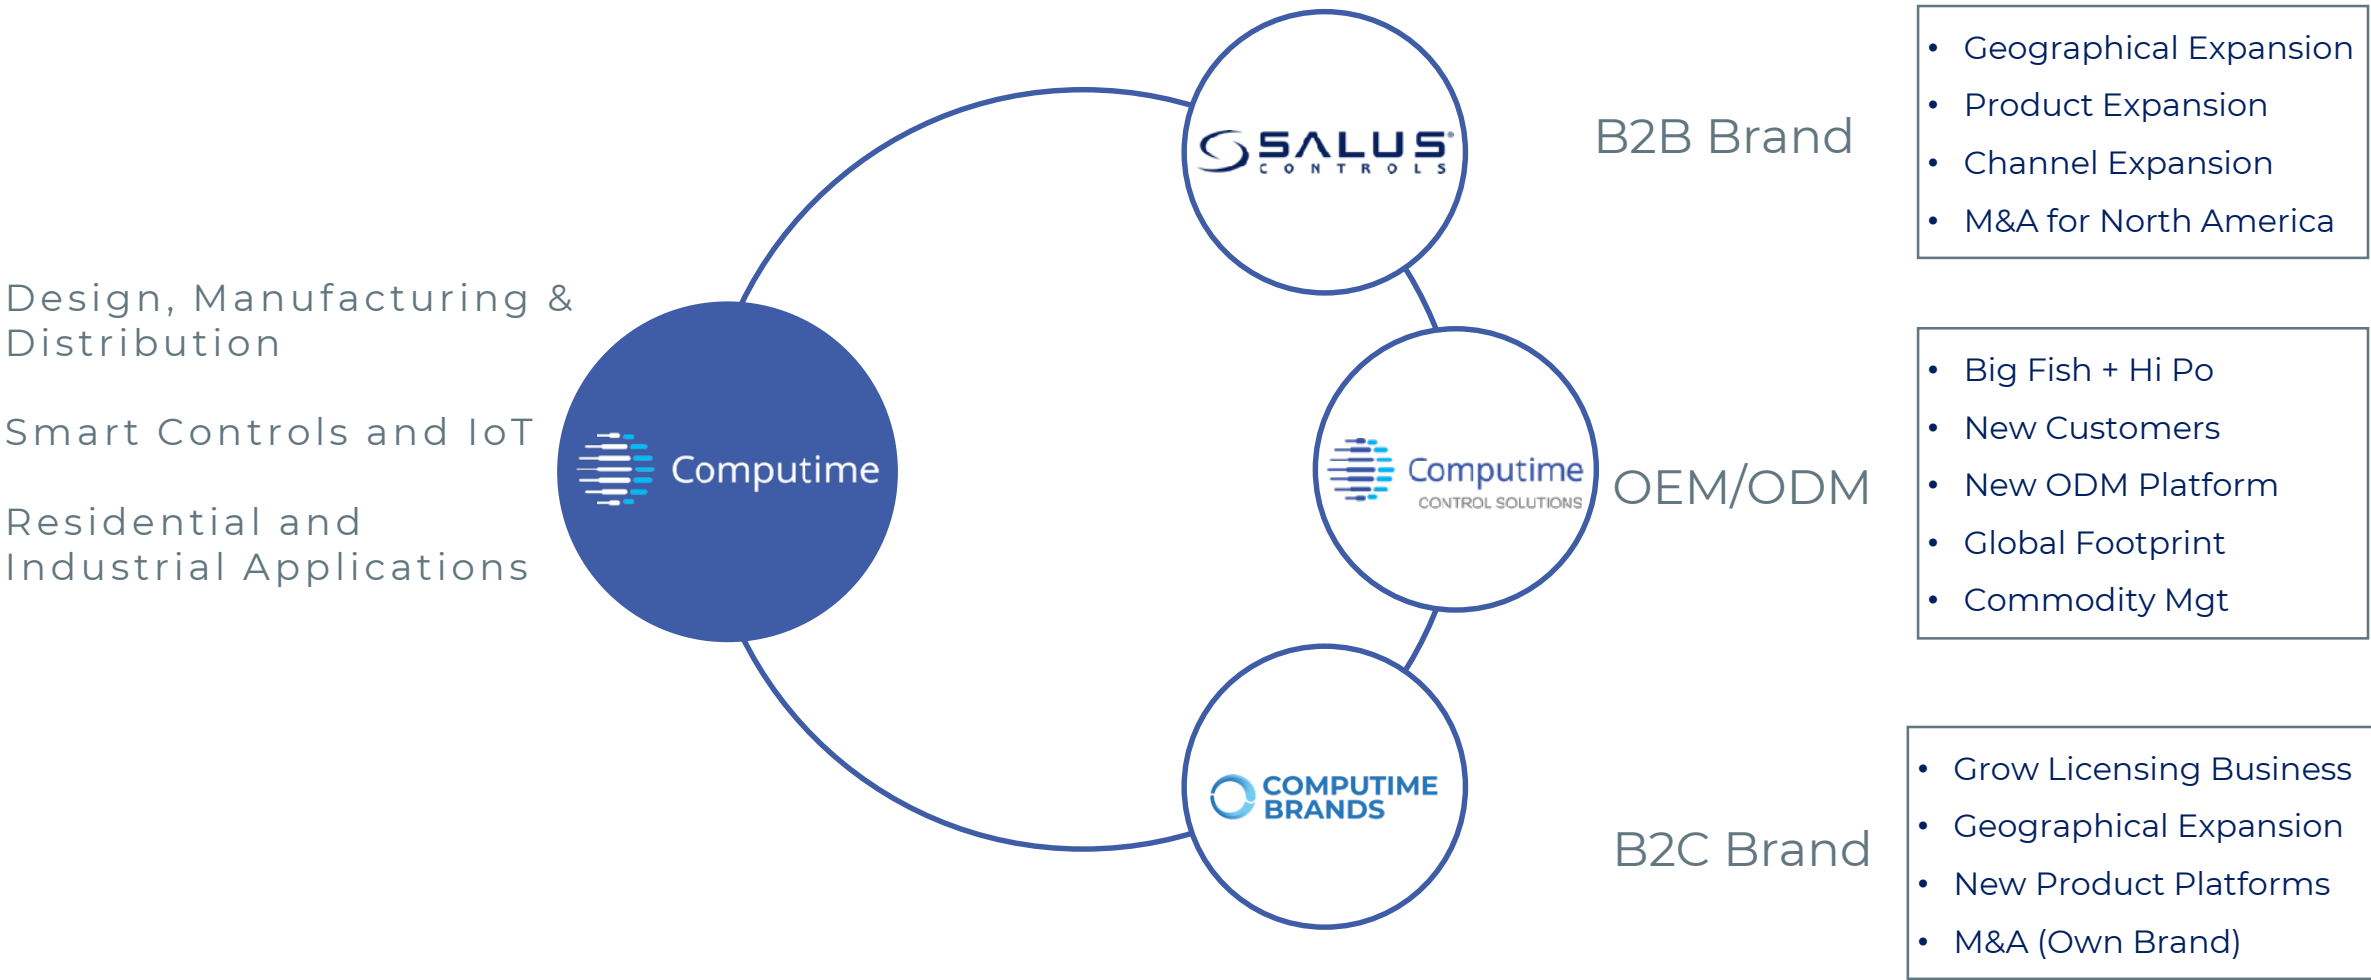 Design, Manufacturing &
Distribution
Smart Controls and IoT
Residential and
Industrial Applications
Computime
SALUS®
CONTROLS
B2B Brand
• Geographical Expansion
• Product Expansion
• Channel Expansion
• M&A for North America
Computime
CONTROL SOLUTIONS
OEM/ODM
• Big Fish + Hi Po
• New Customers
• New ODM Platform
• Global Footprint
• Commodity Mgt
COMPUTIME
BRANDS
B2C Brand
• Grow Licensing Business
• Geographical Expansion
• New Product Platforms
• M&A (Own Brand)